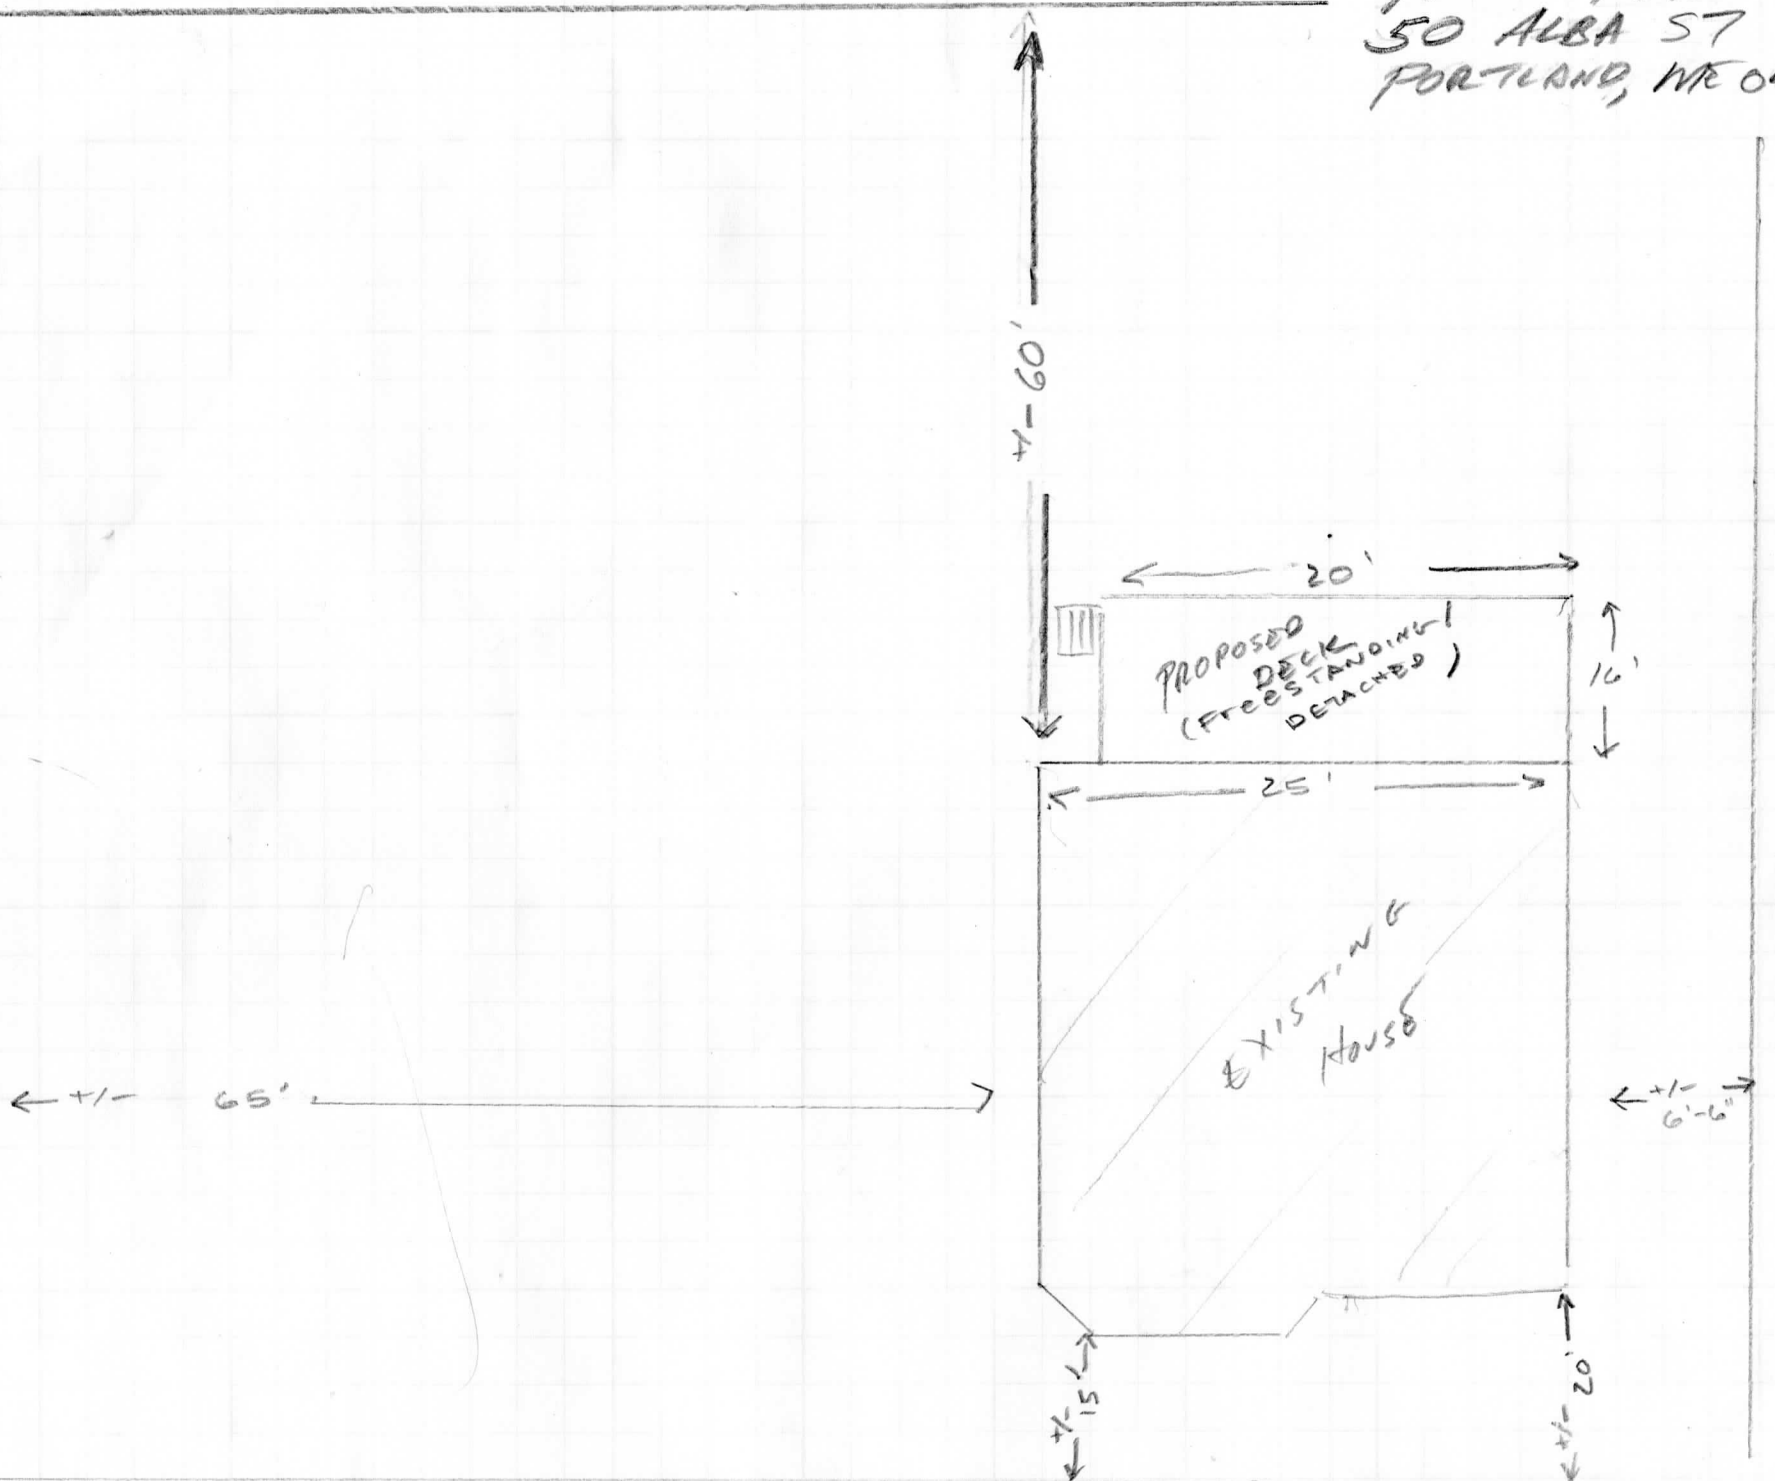 50 ALBA ST
PORTLAND, ME 0
+/- 60'
20'
PROPOSED
DECK
(FREESTANDING/
DETACHED)
16'
25'
EXISTING
HOUSE
+/- 65'
+/-
6'-6"
+/- 15'
+/- 20'